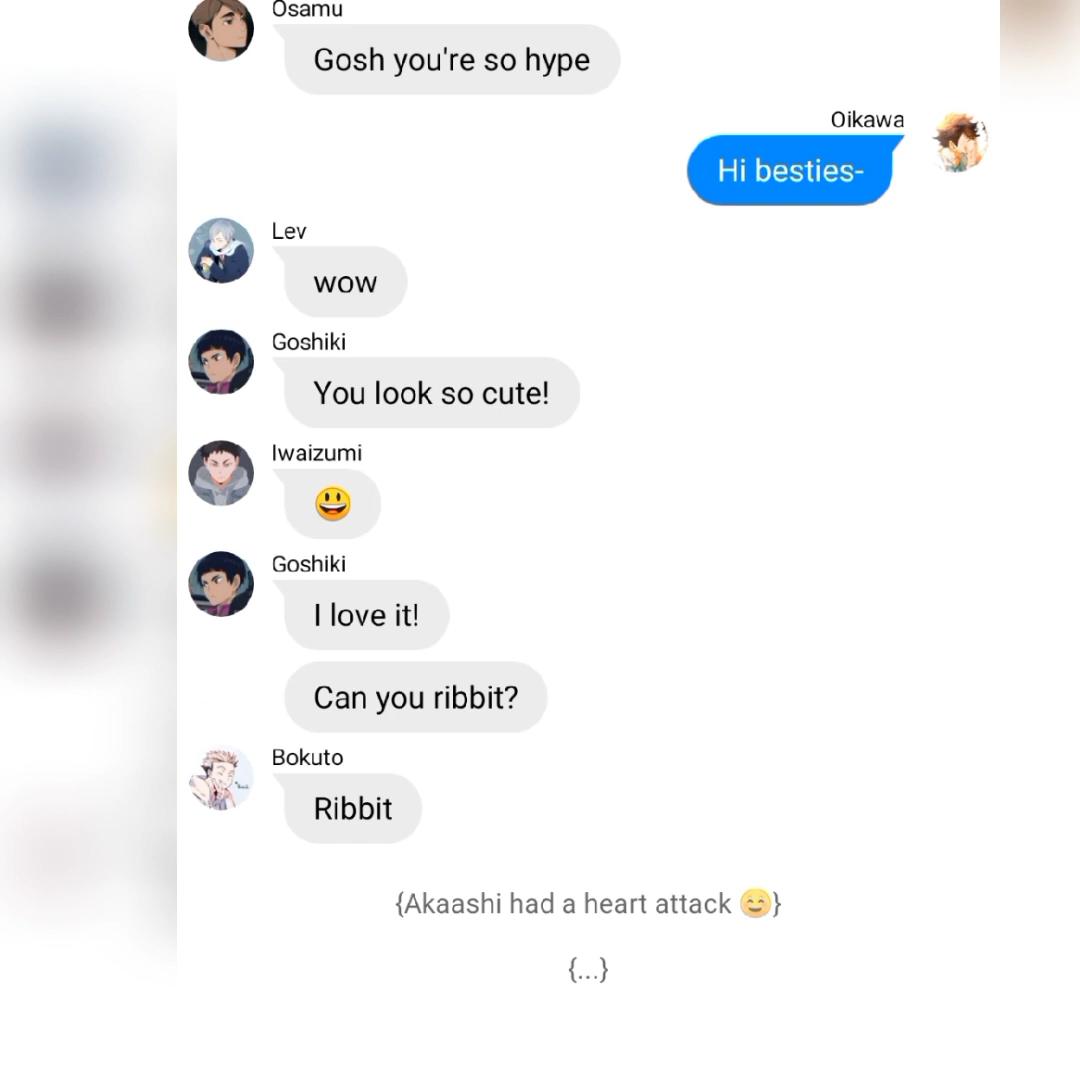 Osamu
Gosh you're so hype
Oikawa
Hi besties-
Lev
wow
Goshiki
You look so cute!
Iwaizumi
😃
Goshiki
I love it!
Can you ribbit?
Bokuto
Ribbit
{Akaashi had a heart attack 😊}
{...}